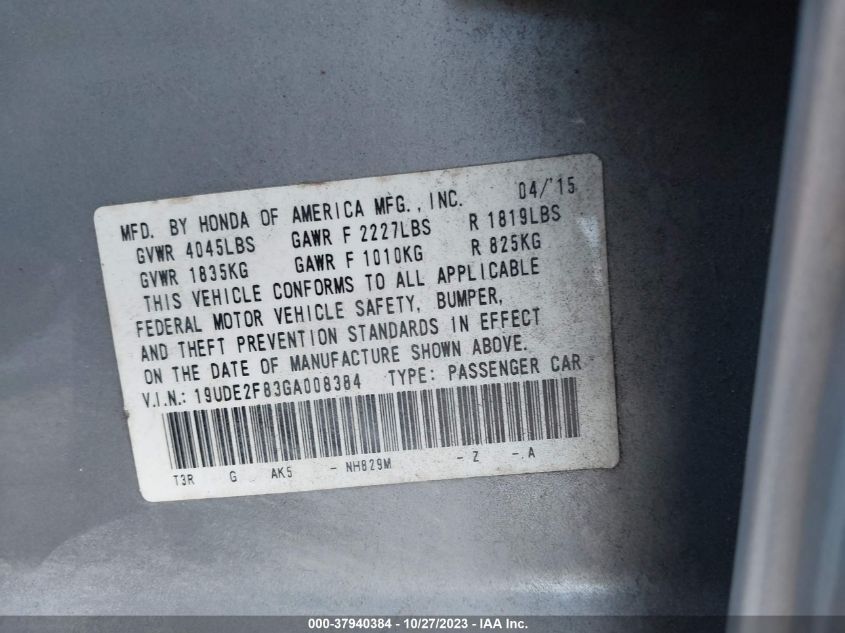 MFD. BY HONDA OF AMERICA MFG., INC. 04/'15
GVWR 4045LBS GAWR F 2227LBS R 1819LBS
GVWR 1835KG GAWR F 1010KG R 825KG
THIS VEHICLE CONFORMS TO ALL APPLICABLE
FEDERAL MOTOR VEHICLE SAFETY, BUMPER,
AND THEFT PREVENTION STANDARDS IN EFFECT
ON THE DATE OF MANUFACTURE SHOWN ABOVE.
V.I.N.: 19UDE2F83GA008384 TYPE: PASSENGER CAR
T3R G AK5 - NH829M - Z - A
000-37940384 | 10/27/2023 | IAA Inc.